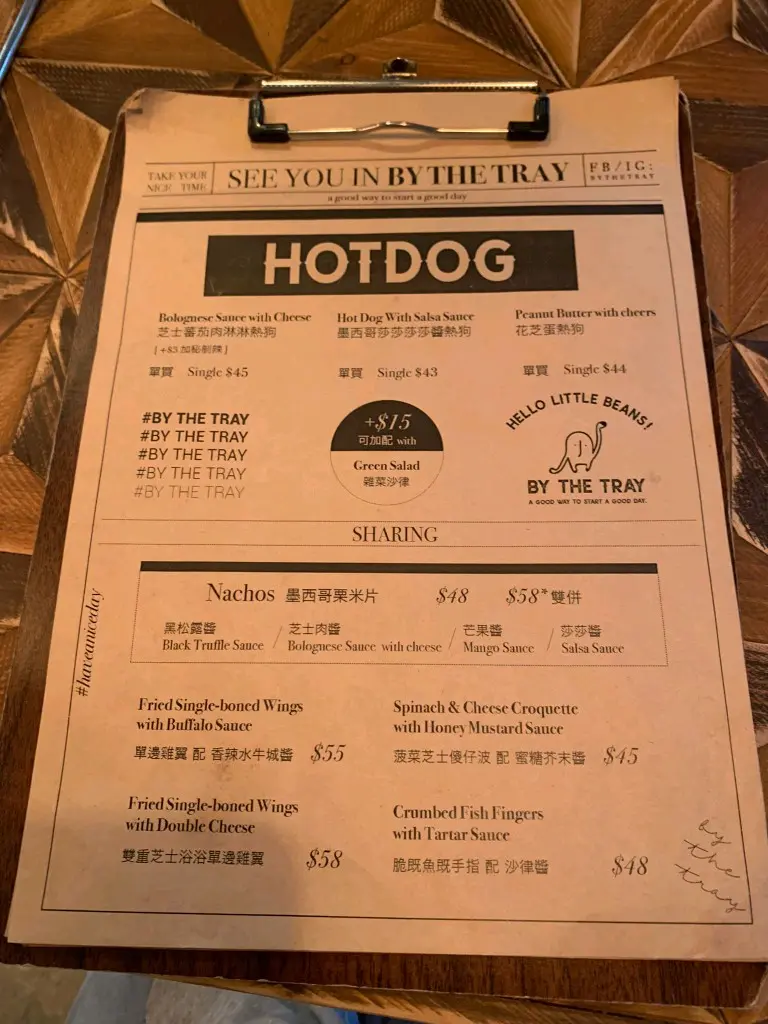 TAKE YOUR
NICE TIME
SEE YOU IN BY THE TRAY
FB/IG:
BYTHETRAY
a good way to start a good day
HOTDOG
Bolognese Sauce with Cheese
芝士蕃茄肉淋淋熱狗
[ +$3 加秘制辣 ]
單買 Single $45
Hot Dog With Salsa Sauce
墨西哥莎莎莎莎醬熱狗
單買 Single $43
Peanut Butter with cheers
花芝蛋熱狗
單買 Single $44
#BY THE TRAY
#BY THE TRAY
#BY THE TRAY
#BY THE TRAY
#BY THE TRAY
+$15
可加配 with
Green Salad
雜菜沙律
HELLO LITTLE BEANS!
BY THE TRAY
A GOOD WAY TO START A GOOD DAY.
SHARING
Nachos 墨西哥粟米片 $48 $58* 雙併
黑松露醬 / 芝士肉醬 / 芒果醬 / 莎莎醬
Black Truffle Sauce / Bolognese Sauce with cheese / Mango Sauce / Salsa Sauce
#haveaniceday
Fried Single-boned Wings
with Buffalo Sauce
單邊雞翼 配 香辣水牛城醬 $55
Spinach & Cheese Croquette
with Honey Mustard Sauce
菠菜芝士傻仔波 配 蜜糖芥末醬 $45
Fried Single-boned Wings
with Double Cheese
雙重芝士浴浴單邊雞翼 $58
Crumbed Fish Fingers
with Tartar Sauce
脆既魚既手指 配 沙律醬 $48
by
the
tray